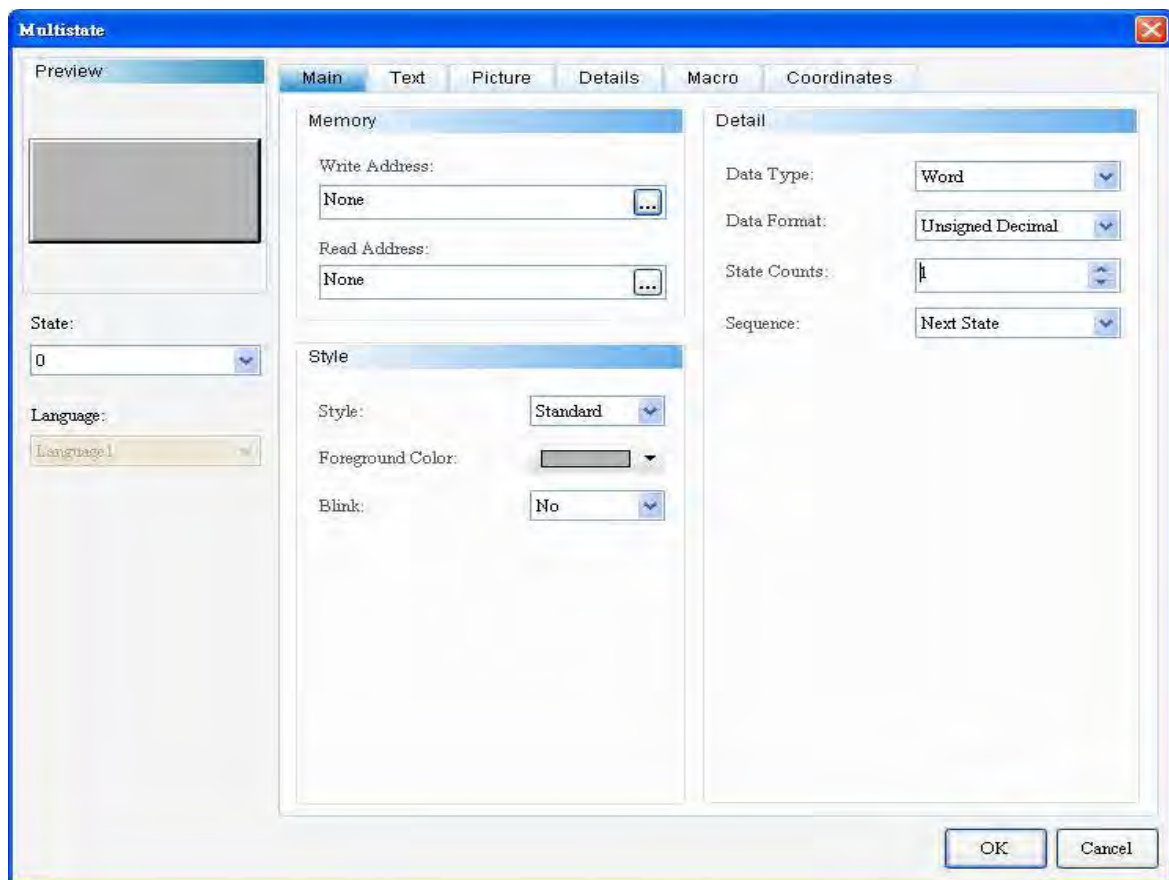 Multistate
Preview
State:
0
Language:
Language1
Main Text Picture Details Macro Coordinates
Memory
Write Address:
None ...
Read Address:
None ...
Style
Style: Standard
Foreground Color:
Blink: No
Detail
Data Type: Word
Data Format: Unsigned Decimal
State Counts: 1
Sequence: Next State
OK Cancel